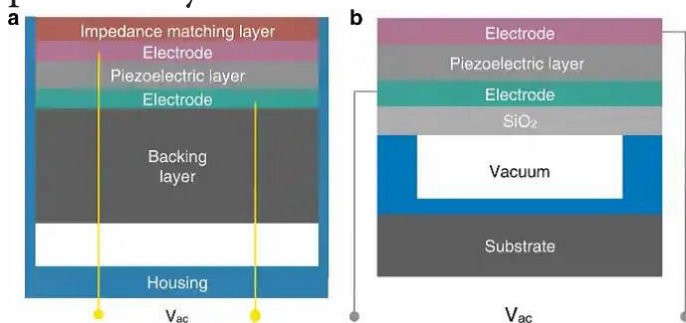 a
Impedance matching layer
Electrode
Piezoelectric layer
Electrode
Backing
layer
Housing
Vac
b
Electrode
Piezoelectric layer
Electrode
SiO₂
Vacuum
Substrate
Vac